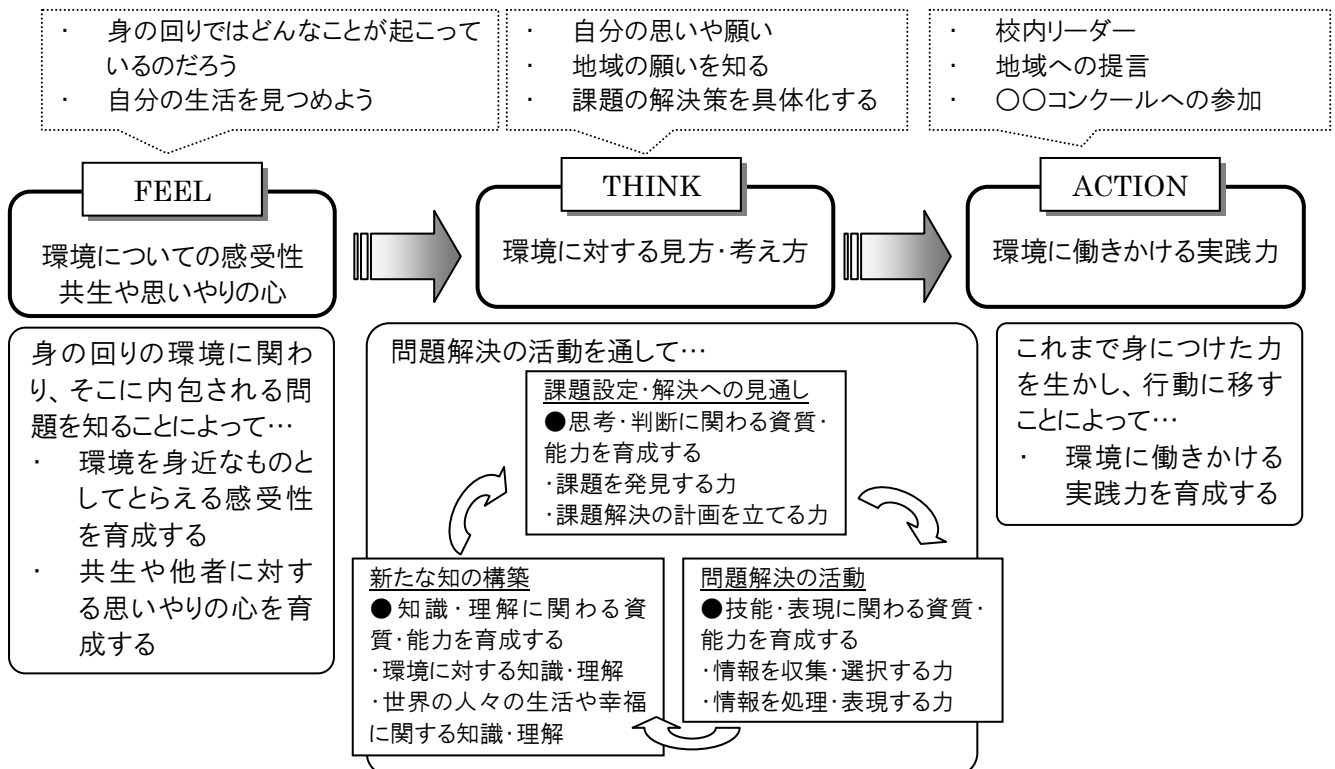 ・ 身の回りではどんなことが起こって
いるのだろう
・ 自分の生活を見つめよう
・ 自分の思いや願い
・ 地域の願いを知る
・ 課題の解決策を具体化する
・ 校内リーダー
・ 地域への提言
・ 〇〇コンクールへの参加
FEEL
環境についての感受性
共生や思いやりの心
THINK
環境に対する見方・考え方
ACTION
環境に働きかける実践力
身の回りの環境に関わ
り、そこに内包される問
題を知ることによって…
・ 環境を身近なものと
してとらえる感受性
を育成する
・ 共生や他者に対す
る思いやりの心を育
成する
問題解決の活動を通して…
課題設定・解決への見通し
●思考・判断に関わる資質・
能力を育成する
・課題を発見する力
・課題解決の計画を立てる力
新たな知の構築
●知識・理解に関わる資
質・能力を育成する
・環境に対する知識・理解
・世界の人々の生活や幸福
に関する知識・理解
問題解決の活動
●技能・表現に関わる資質・
能力を育成する
・情報を収集・選択する力
・情報を処理・表現する力
これまで身につけた力
を生かし、行動に移す
ことによって…
・ 環境に働きかける
実践力を育成する